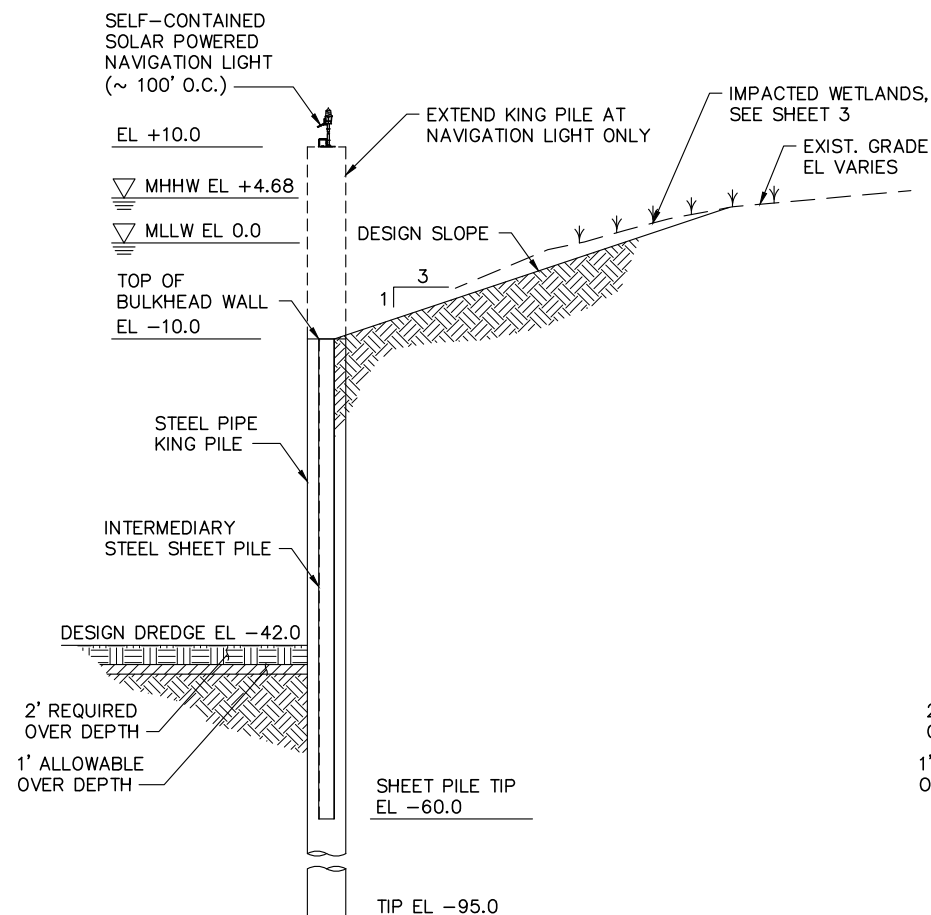 SELF-CONTAINED
SOLAR POWERED
NAVIGATION LIGHT
(~ 100' O.C.)
EL +10.0
EXTEND KING PILE AT
NAVIGATION LIGHT ONLY
IMPACTED WETLANDS,
SEE SHEET 3
EXIST. GRADE
EL VARIES
MHHW EL +4.68
MLLW EL 0.0
DESIGN SLOPE
3
1
TOP OF
BULKHEAD WALL
EL -10.0
STEEL PIPE
KING PILE
INTERMEDIARY
STEEL SHEET PILE
DESIGN DREDGE EL -42.0
2' REQUIRED
OVER DEPTH
1' ALLOWABLE
OVER DEPTH
SHEET PILE TIP
EL -60.0
TIP EL -95.0
2
1'